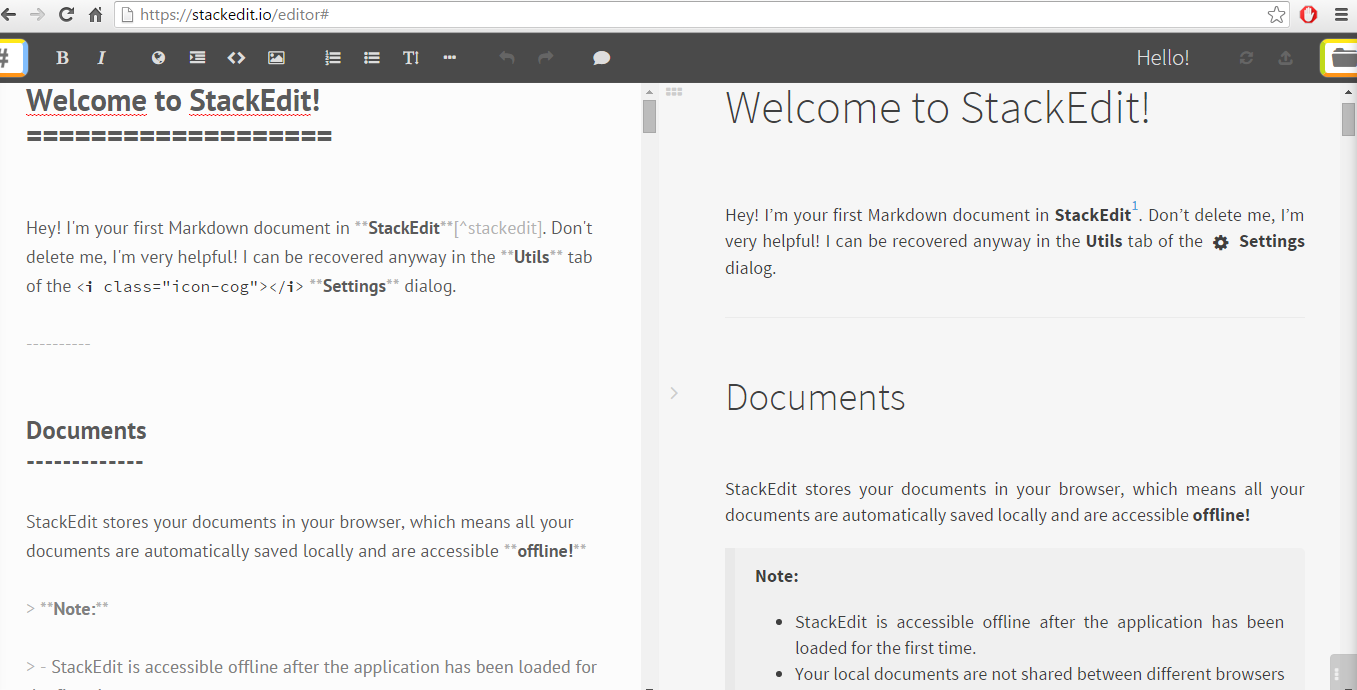 https://stackedit.io/editor#
# B I Hello!
Welcome to StackEdit!
===================
Hey! I'm your first Markdown document in **StackEdit**[^stackedit]. Don't
delete me, I'm very helpful! I can be recovered anyway in the **Utils** tab
of the <i class="icon-cog"></i> **Settings** dialog.
----------
Documents
-------------
StackEdit stores your documents in your browser, which means all your
documents are automatically saved locally and are accessible **offline!**
> **Note:**
> - StackEdit is accessible offline after the application has been loaded for
Welcome to StackEdit!
Hey! I’m your first Markdown document in StackEdit1. Don’t delete me, I’m
very helpful! I can be recovered anyway in the Utils tab of the Settings
dialog.
Documents
StackEdit stores your documents in your browser, which means all your
documents are automatically saved locally and are accessible offline!
Note:
• StackEdit is accessible offline after the application has been
loaded for the first time.
• Your local documents are not shared between different browsers